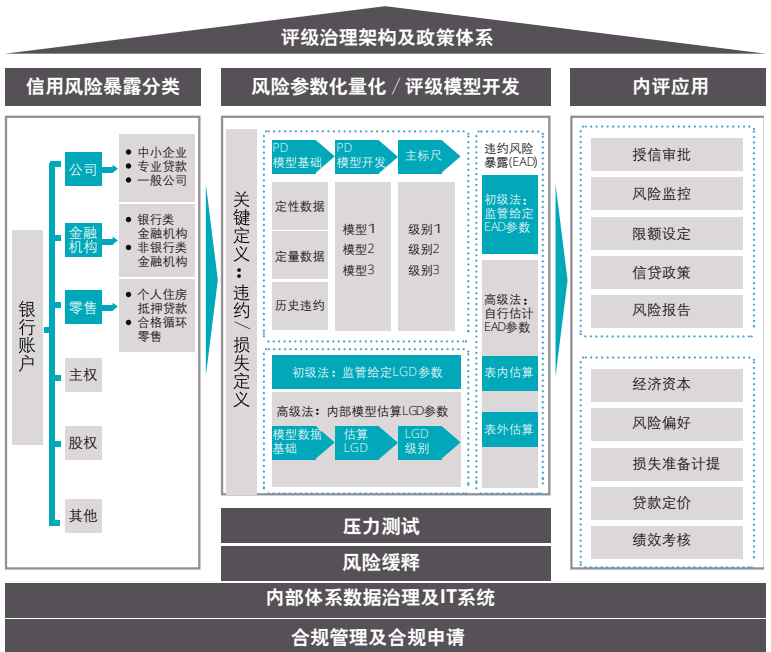 评级治理架构及政策体系
信用风险暴露分类
银行账户
公司
• 中小企业
• 专业贷款
• 一般公司
金融
机构
• 银行类
金融机构
• 非银行类
金融机构
零售
• 个人住房
抵押贷款
• 合格循环
零售
主权
股权
其他
风险参数化量化 / 评级模型开发
关键定义：违约/损失定义
PD
模型基础
PD
模型开发
主标尺
定性数据
定量数据
历史违约
模型1
模型2
模型3
级别1
级别2
级别3
初级法：监管给定LGD参数
高级法：内部模型估算LGD参数
模型数据
基础
估算
LGD
LGD
级别
违约风险
暴露(EAD)
初级法：
监管给定
EAD参数
高级法：
自行估计
EAD参数
表内估算
表外估算
内评应用
授信审批
风险监控
限额设定
信贷政策
风险报告
经济资本
风险偏好
损失准备计提
贷款定价
绩效考核
压力测试
风险缓释
内部体系数据治理及IT系统
合规管理及合规申请